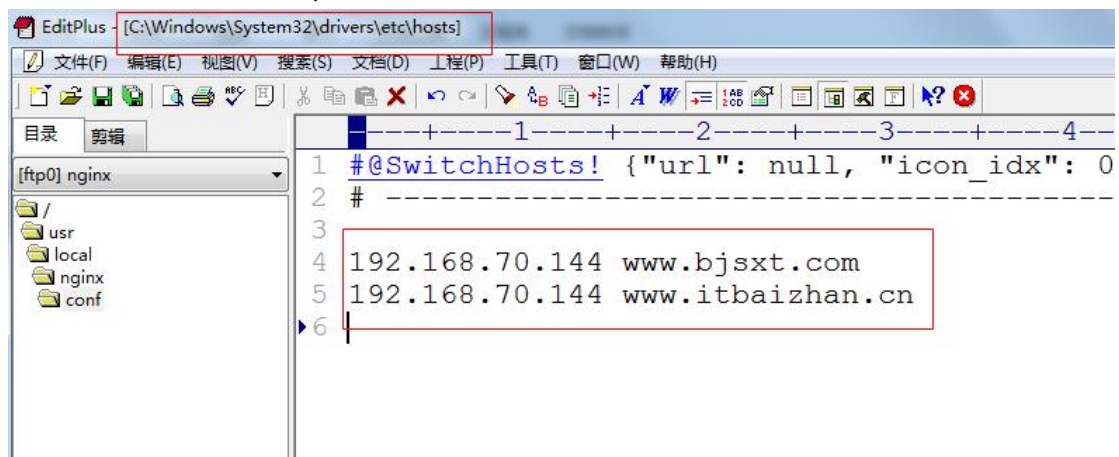 EditPlus - [C:\Windows\System32\drivers\etc\hosts]
文件(F) 编辑(E) 视图(V) 搜索(S) 文档(D) 工程(P) 工具(T) 窗口(W) 帮助(H)
目录 剪辑
[ftp0] nginx
/
usr
local
nginx
conf
----+----1----+----2----+----3----+----4--
1 #@SwitchHosts! {"url": null, "icon_idx": 0
2 # --------------------------------------
3
4 192.168.70.144 www.bjsxt.com
5 192.168.70.144 www.itbaizhan.cn
6